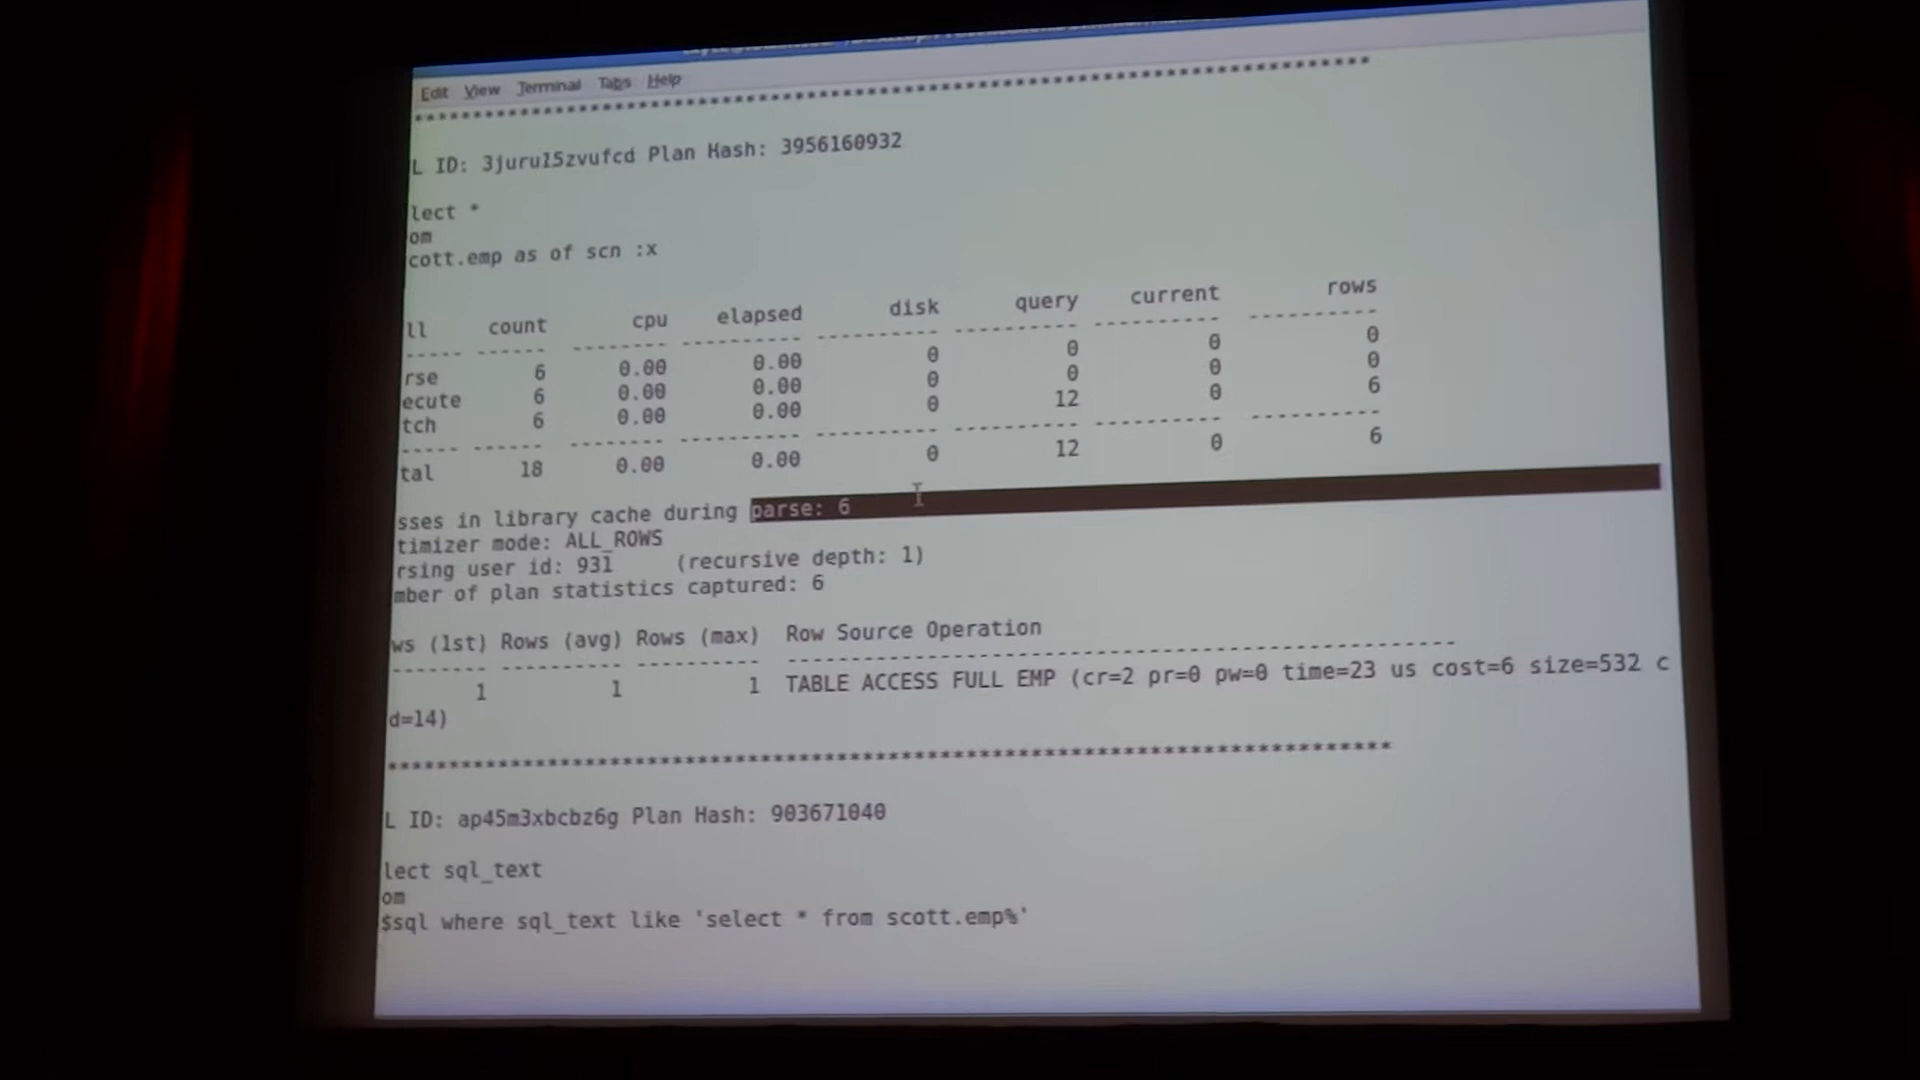 Edit View Terminal Tabs Help
********************************************************************************
L ID: 3juru15zvufcd Plan Hash: 3956160932
lect *
om
cott.emp as of scn :x
ll count cpu elapsed disk query current rows
----- ------ -------- ---------- ---------- ---------- ---------- ----------
rse 6 0.00 0.00 0 0 0 0
ecute 6 0.00 0.00 0 0 0 0
tch 6 0.00 0.00 0 12 0 6
----- ------ -------- ---------- ---------- ---------- ---------- ----------
tal 18 0.00 0.00 0 12 0 6
sses in library cache during parse: 6
timizer mode: ALL_ROWS
rsing user id: 931 (recursive depth: 1)
mber of plan statistics captured: 6
ws (1st) Rows (avg) Rows (max) Row Source Operation
-------- ---------- ---------- ---------------------------------------------------
1 1 1 TABLE ACCESS FULL EMP (cr=2 pr=0 pw=0 time=23 us cost=6 size=532 c
d=14)
********************************************************************************
L ID: ap45m3xbcbz6g Plan Hash: 903671040
lect sql_text
om
$sql where sql_text like 'select * from scott.emp%'